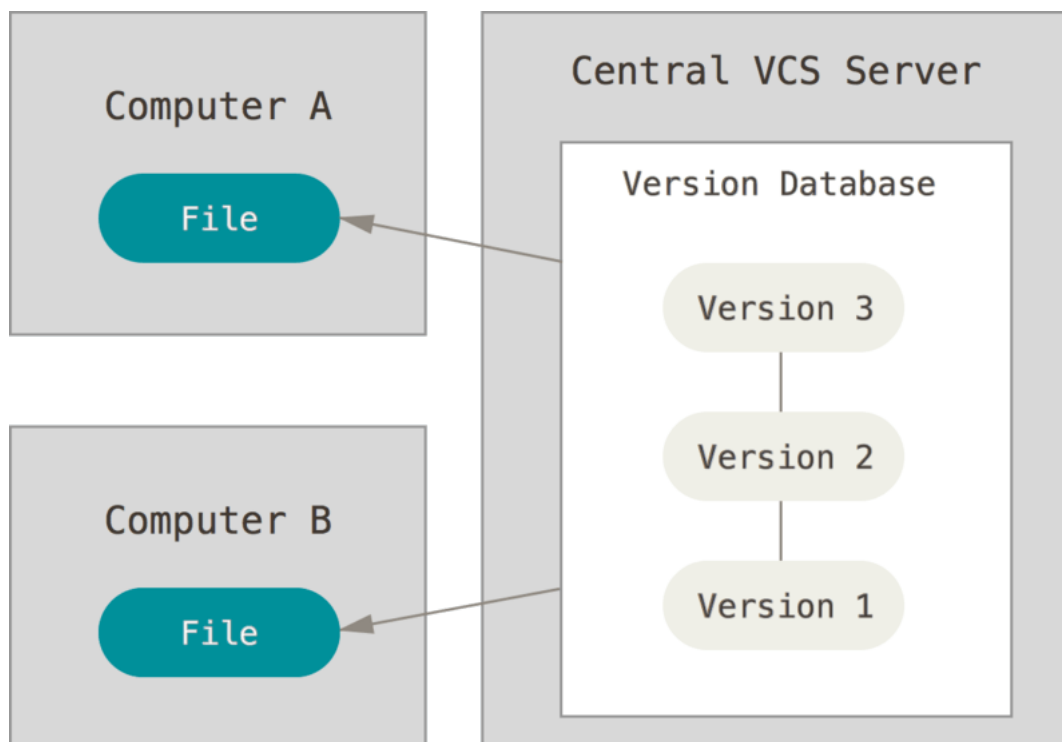 Computer A
File
Computer B
File
Central VCS Server
Version Database
Version 3
Version 2
Version 1